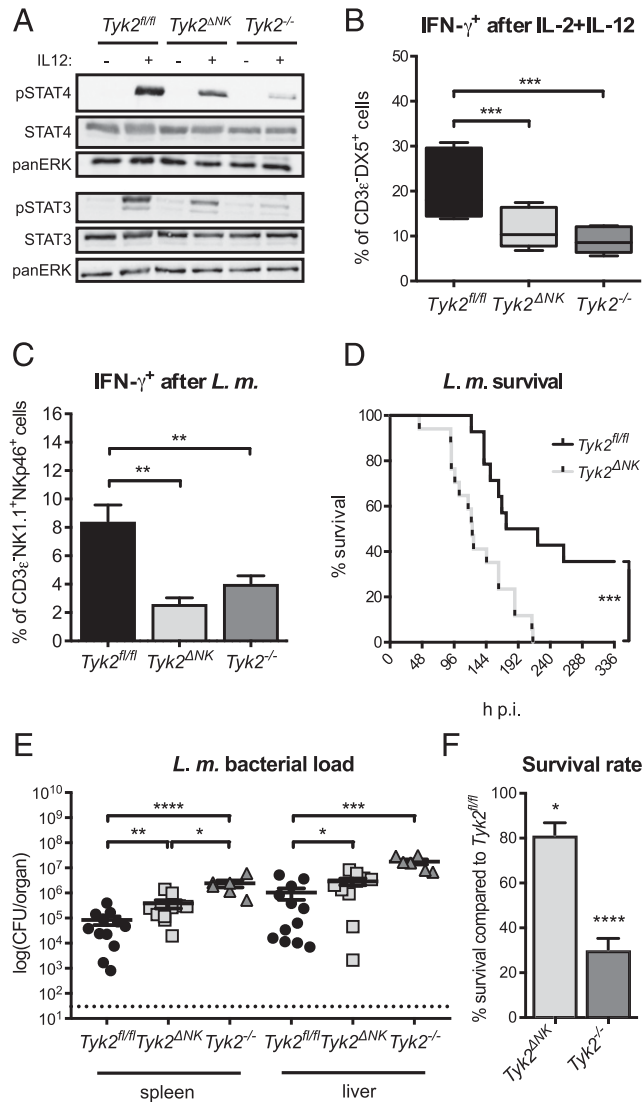 A
Tyk2fl/fl Tyk2ΔNK Tyk2-/-
IL12: - + - + - +
pSTAT4
STAT4
panERK
pSTAT3
STAT3
panERK
B
IFN-γ+ after IL-2+IL-12
% of CD3ε-DX5+ cells
50
40
30
20
10
0
***
***
Tyk2fl/fl Tyk2ΔNK Tyk2-/-
C
IFN-γ+ after L. m.
% of CD3ε-NK1.1+NKp46+ cells
16
14
12
10
8
6
4
2
0
**
**
Tyk2fl/fl Tyk2ΔNK Tyk2-/-
D
L. m. survival
% survival
100
80
60
40
20
0
Tyk2fl/fl
Tyk2ΔNK
***
0 48 96 144 192 240 288 336
h p.i.
E
L. m. bacterial load
log(CFU/organ)
10^10
10^9
10^8
10^7
10^6
10^5
10^4
10^3
10^2
10^1
**** ***
** * *
Tyk2fl/fl Tyk2ΔNK Tyk2-/- Tyk2fl/fl Tyk2ΔNK Tyk2-/-
spleen liver
F
Survival rate
% survival compared to Tyk2fl/fl
100
80
60
40
20
0
*
****
Tyk2ΔNK Tyk2-/-